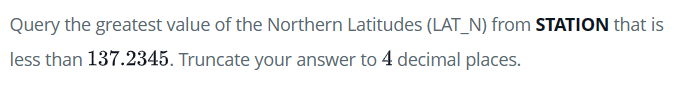 Query the greatest value of the Northern Latitudes (LAT_N) from STATION that is
less than 137.2345. Truncate your answer to 4 decimal places.